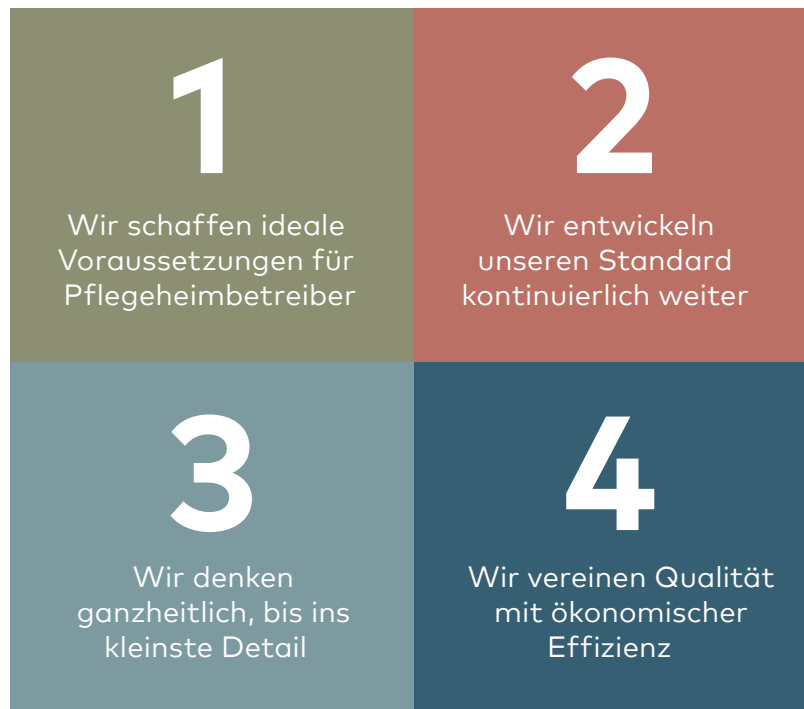 1
Wir schaffen ideale
Voraussetzungen für
Pflegeheimbetreiber
2
Wir entwickeln
unseren Standard
kontinuierlich weiter
3
Wir denken
ganzheitlich, bis ins
kleinste Detail
4
Wir vereinen Qualität
mit ökonomischer
Effizienz